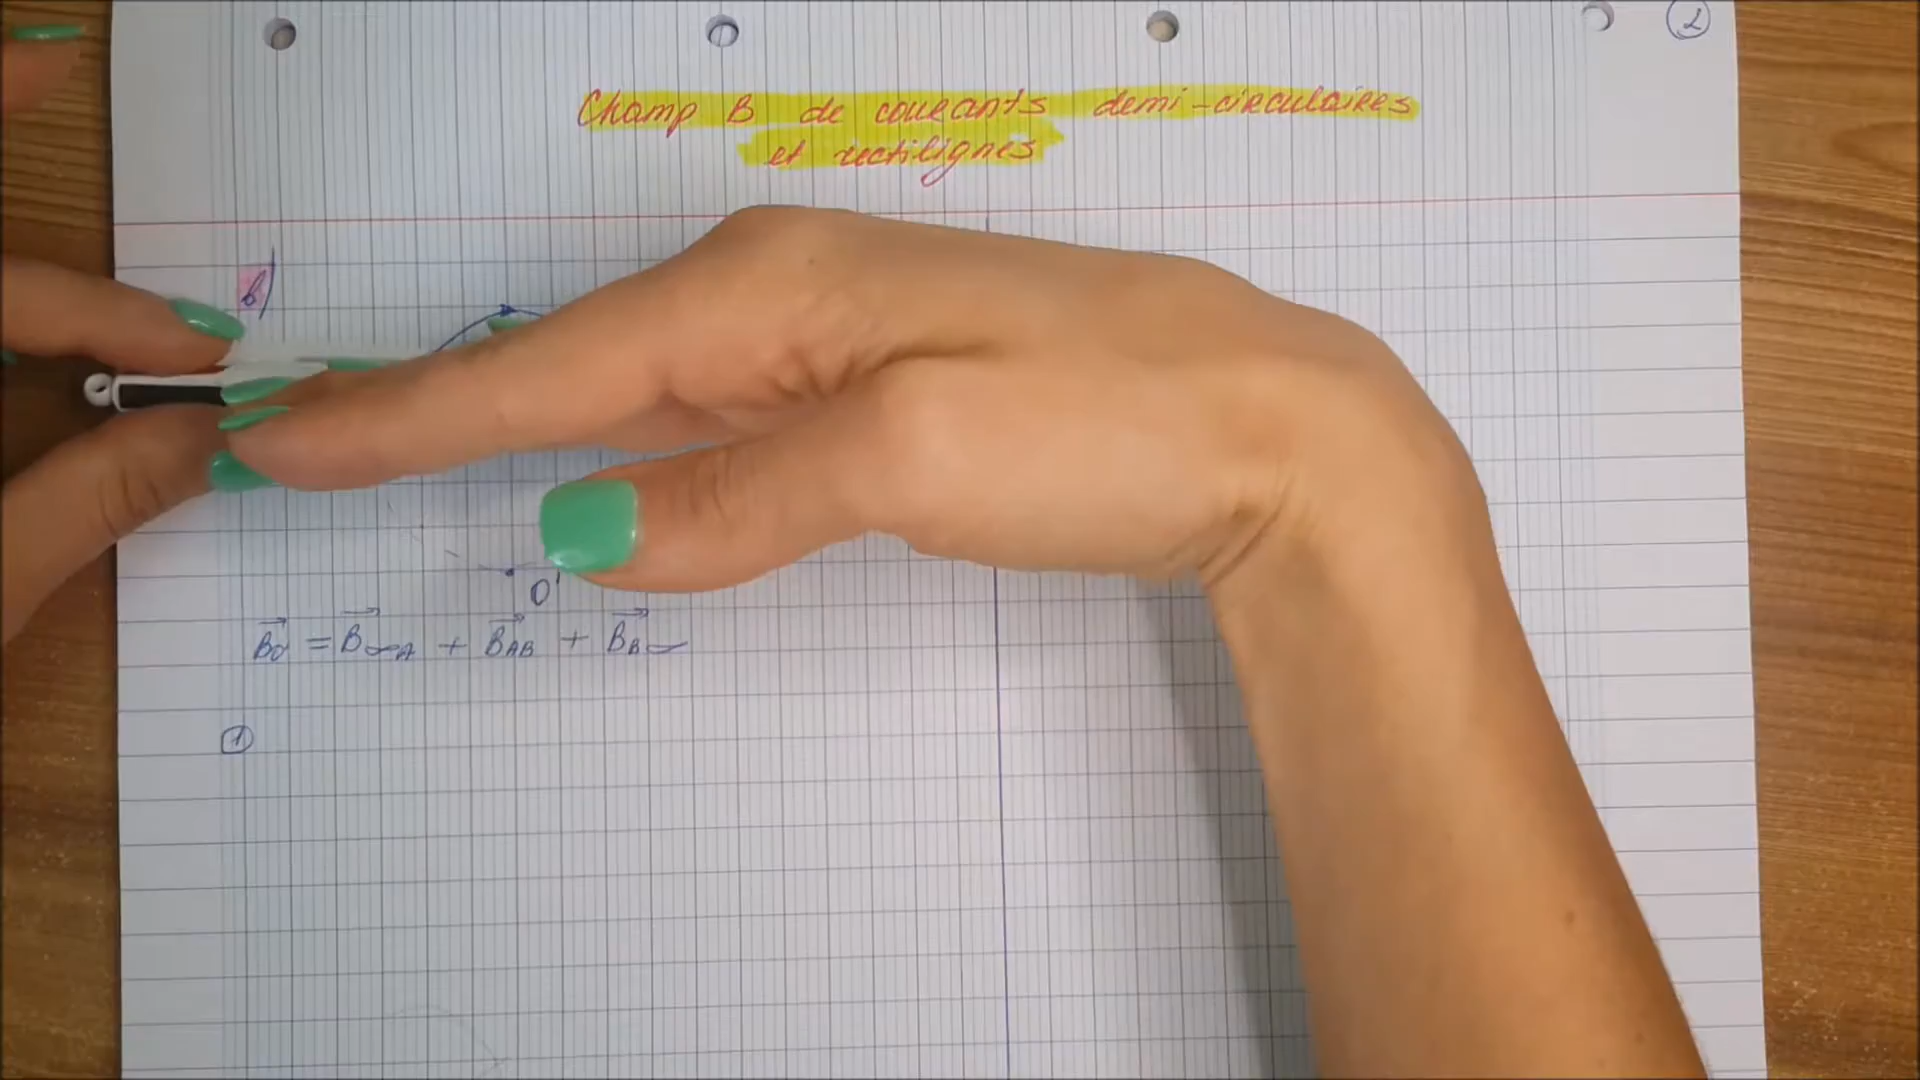 2
Champ B de courants demi-circulaires
et rectilignes
b)
O'
B⃗O' = B⃗∞A + B⃗AB + B⃗B∞
1